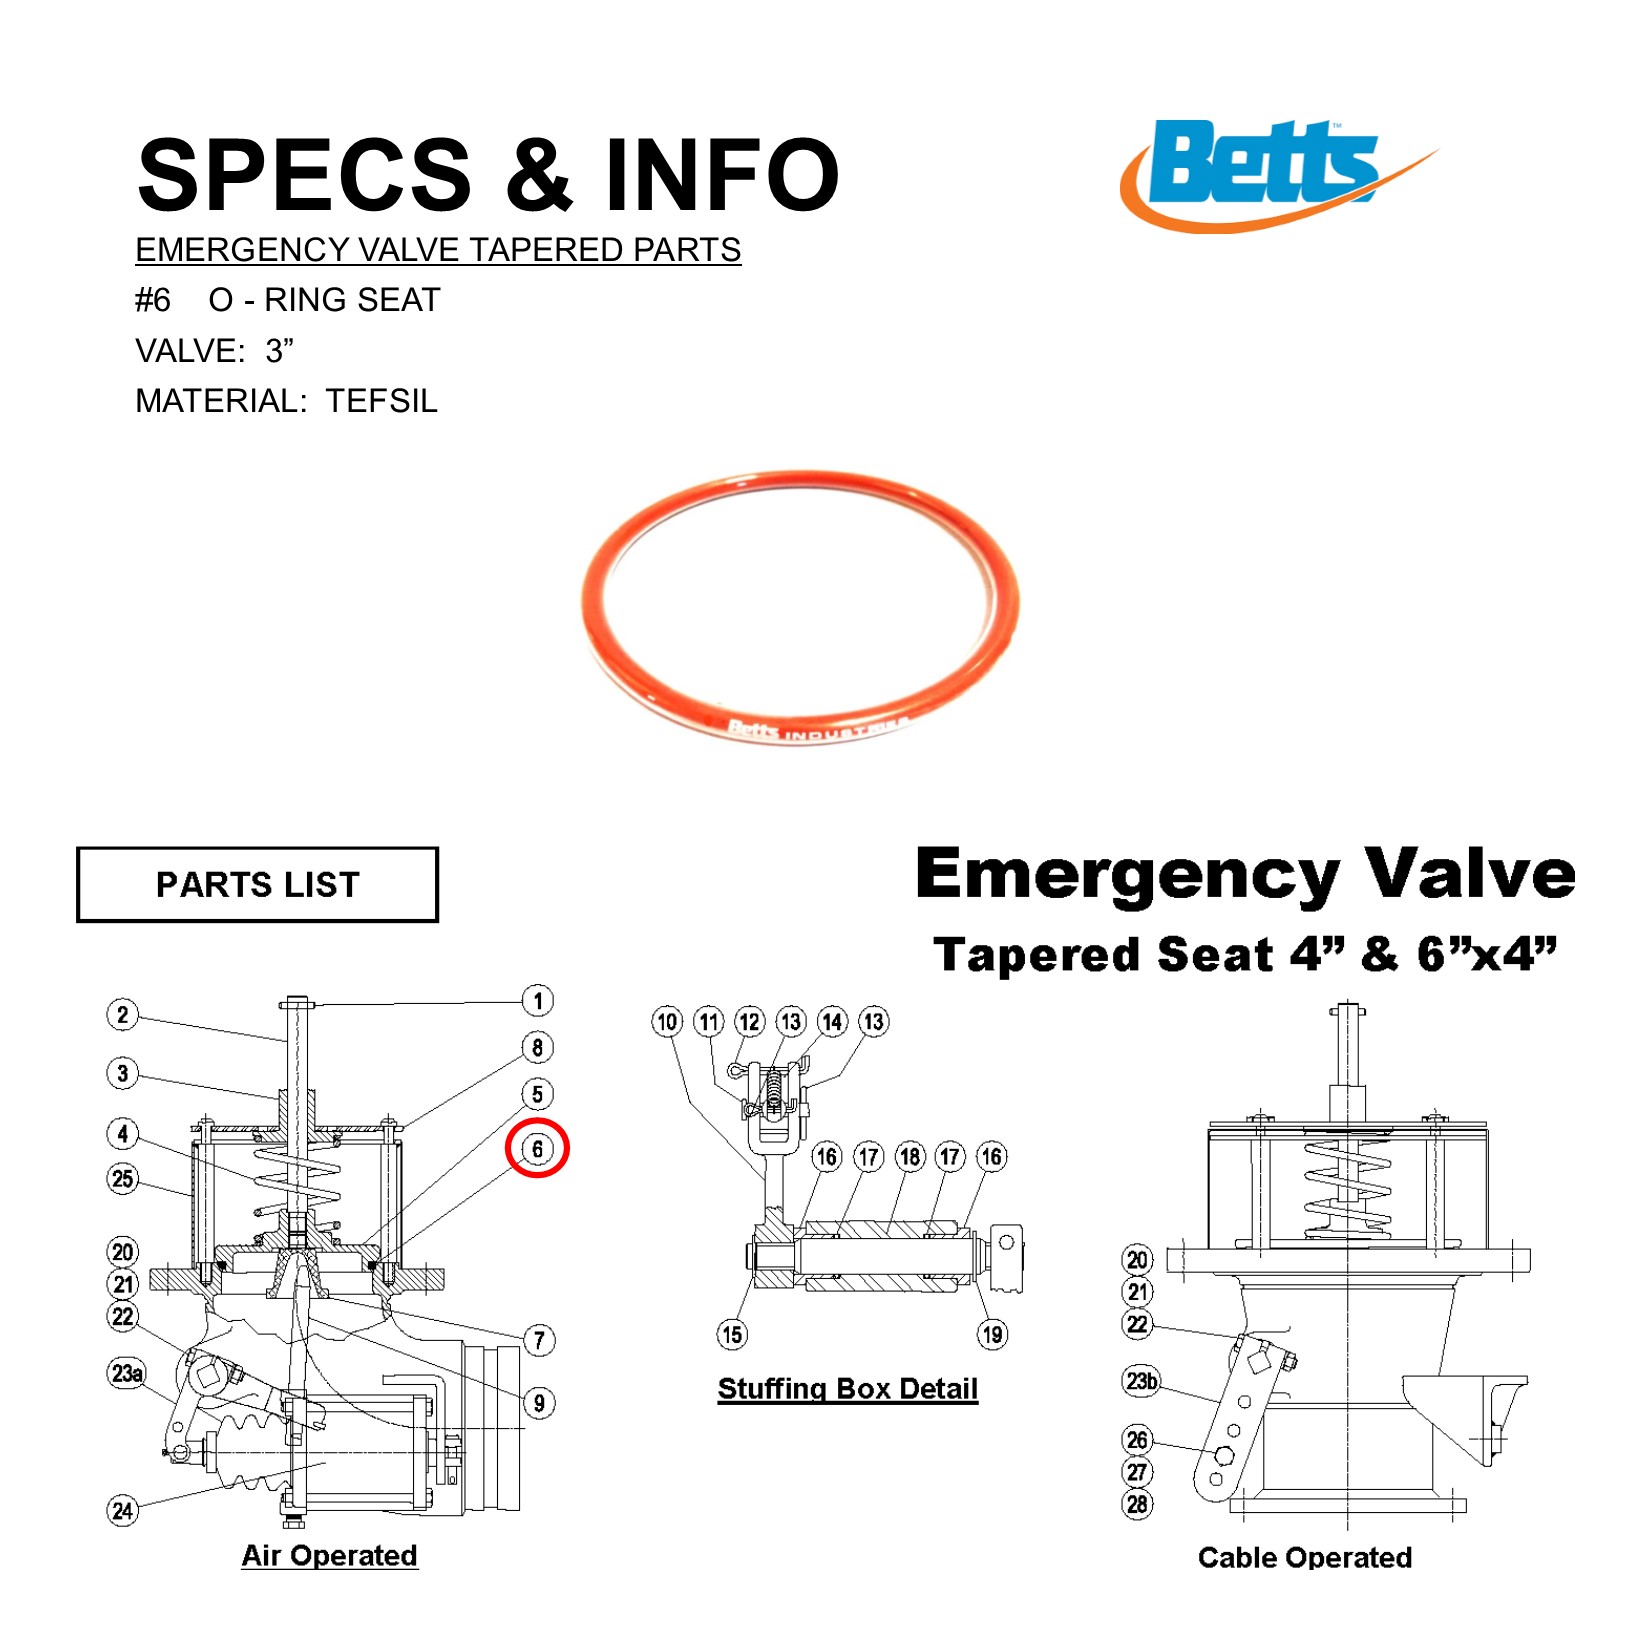 SPECS & INFO
Betts™
EMERGENCY VALVE TAPERED PARTS
#6 O - RING SEAT
VALVE: 3”
MATERIAL: TEFSIL
Betts INDUSTRIES
PARTS LIST
Emergency Valve
Tapered Seat 4” & 6”x4”
1
2
8
3
5
4
6
25
20
21
22
7
23a
9
24
Air Operated
10 11 12 13 14 13
16 17 18 17 16
15 19
Stuffing Box Detail
20
21
22
23b
26
27
28
Cable Operated